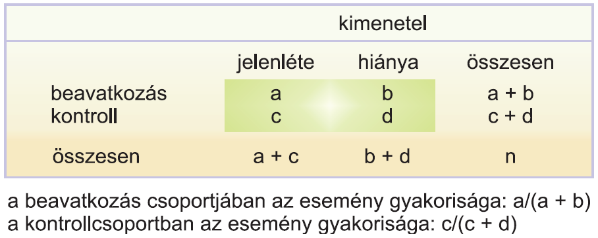 kimenetel
jelenléte hiánya összesen
beavatkozás a b a + b
kontroll c d c + d
összesen a + c b + d n
a beavatkozás csoportjában az esemény gyakorisága: a/(a + b)
a kontrollcsoportban az esemény gyakorisága: c/(c + d)